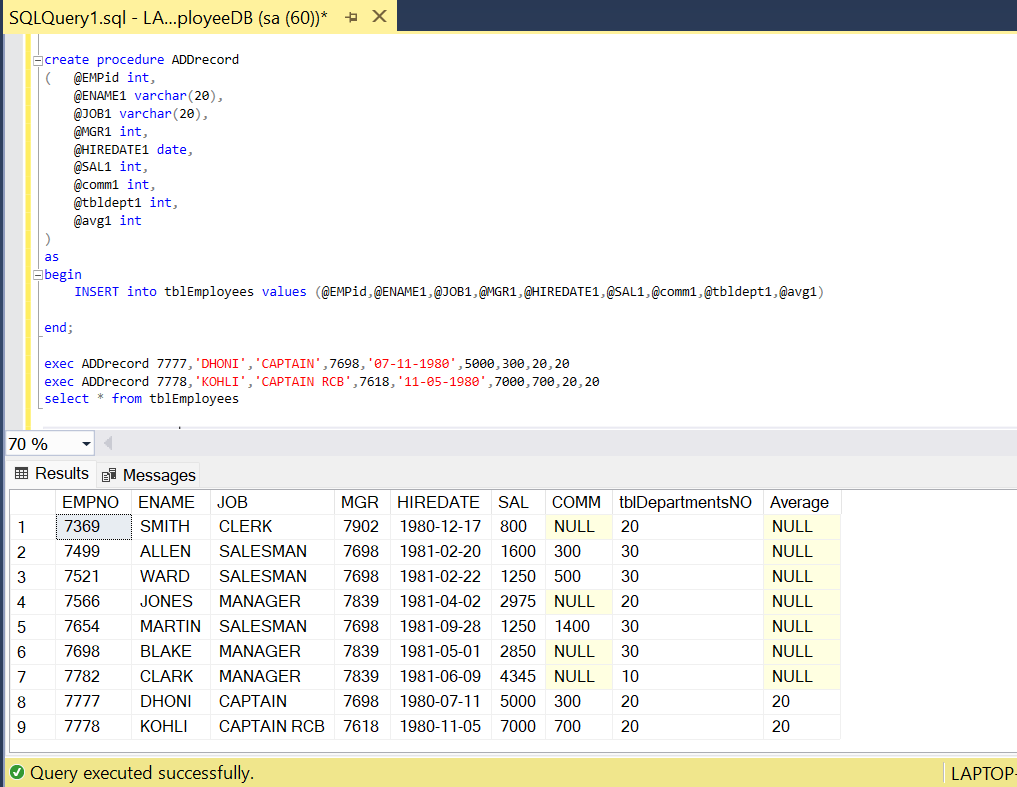 SQLQuery1.sql - LA...ployeeDB (sa (60))*
create procedure ADDrecord
( @EMPid int,
@ENAME1 varchar(20),
@JOB1 varchar(20),
@MGR1 int,
@HIREDATE1 date,
@SAL1 int,
@comm1 int,
@tbldept1 int,
@avg1 int
)
as
begin
INSERT into tblEmployees values (@EMPid,@ENAME1,@JOB1,@MGR1,@HIREDATE1,@SAL1,@comm1,@tbldept1,@avg1)
end;
exec ADDrecord 7777,'DHONI','CAPTAIN',7698,'07-11-1980',5000,300,20,20
exec ADDrecord 7778,'KOHLI','CAPTAIN RCB',7618,'11-05-1980',7000,700,20,20
select * from tblEmployees
70 %
Results Messages
EMPNO ENAME JOB MGR HIREDATE SAL COMM tblDepartmentsNO Average
1 7369 SMITH CLERK 7902 1980-12-17 800 NULL 20 NULL
2 7499 ALLEN SALESMAN 7698 1981-02-20 1600 300 30 NULL
3 7521 WARD SALESMAN 7698 1981-02-22 1250 500 30 NULL
4 7566 JONES MANAGER 7839 1981-04-02 2975 NULL 20 NULL
5 7654 MARTIN SALESMAN 7698 1981-09-28 1250 1400 30 NULL
6 7698 BLAKE MANAGER 7839 1981-05-01 2850 NULL 30 NULL
7 7782 CLARK MANAGER 7839 1981-06-09 4345 NULL 10 NULL
8 7777 DHONI CAPTAIN 7698 1980-07-11 5000 300 20 20
9 7778 KOHLI CAPTAIN RCB 7618 1980-11-05 7000 700 20 20
Query executed successfully. LAPTOP-